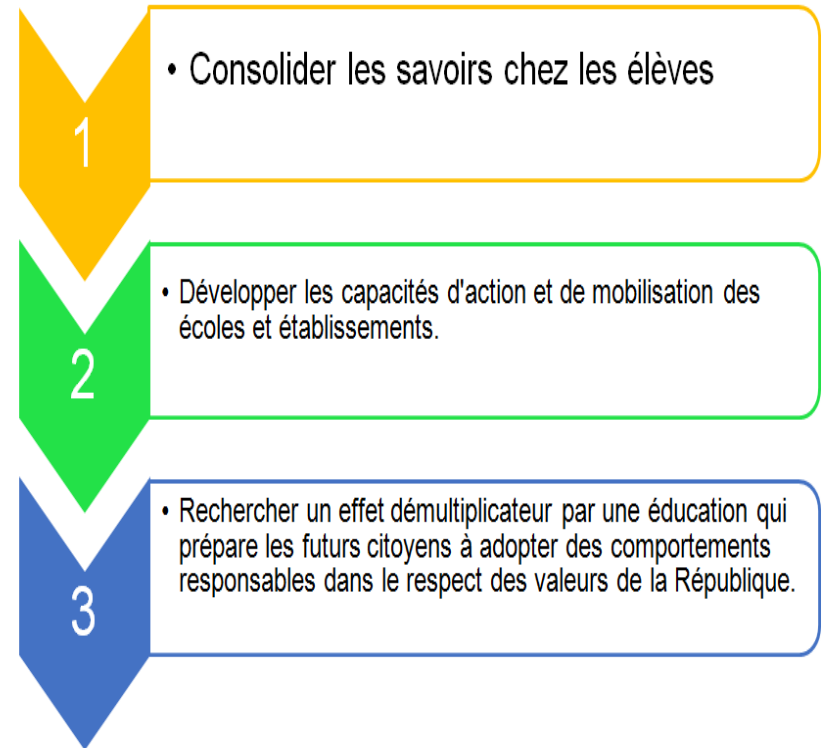 1
• Consolider les savoirs chez les élèves
2
• Développer les capacités d'action et de mobilisation des
écoles et établissements.
3
• Rechercher un effet démultiplicateur par une éducation qui
prépare les futurs citoyens à adopter des comportements
responsables dans le respect des valeurs de la République.